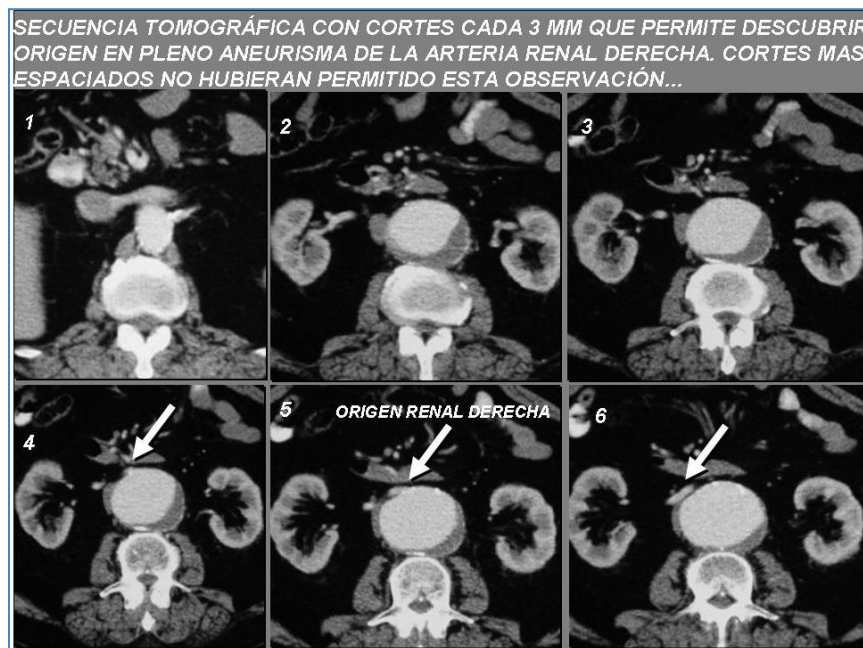 SECUENCIA TOMOGRÁFICA CON CORTES CADA 3 MM QUE PERMITE DESCUBRIR
ORIGEN EN PLENO ANEURISMA DE LA ARTERIA RENAL DERECHA. CORTES MAS
ESPACIADOS NO HUBIERAN PERMITIDO ESTA OBSERVACIÓN...
1
2
3
4
5
ORIGEN RENAL DERECHA
6